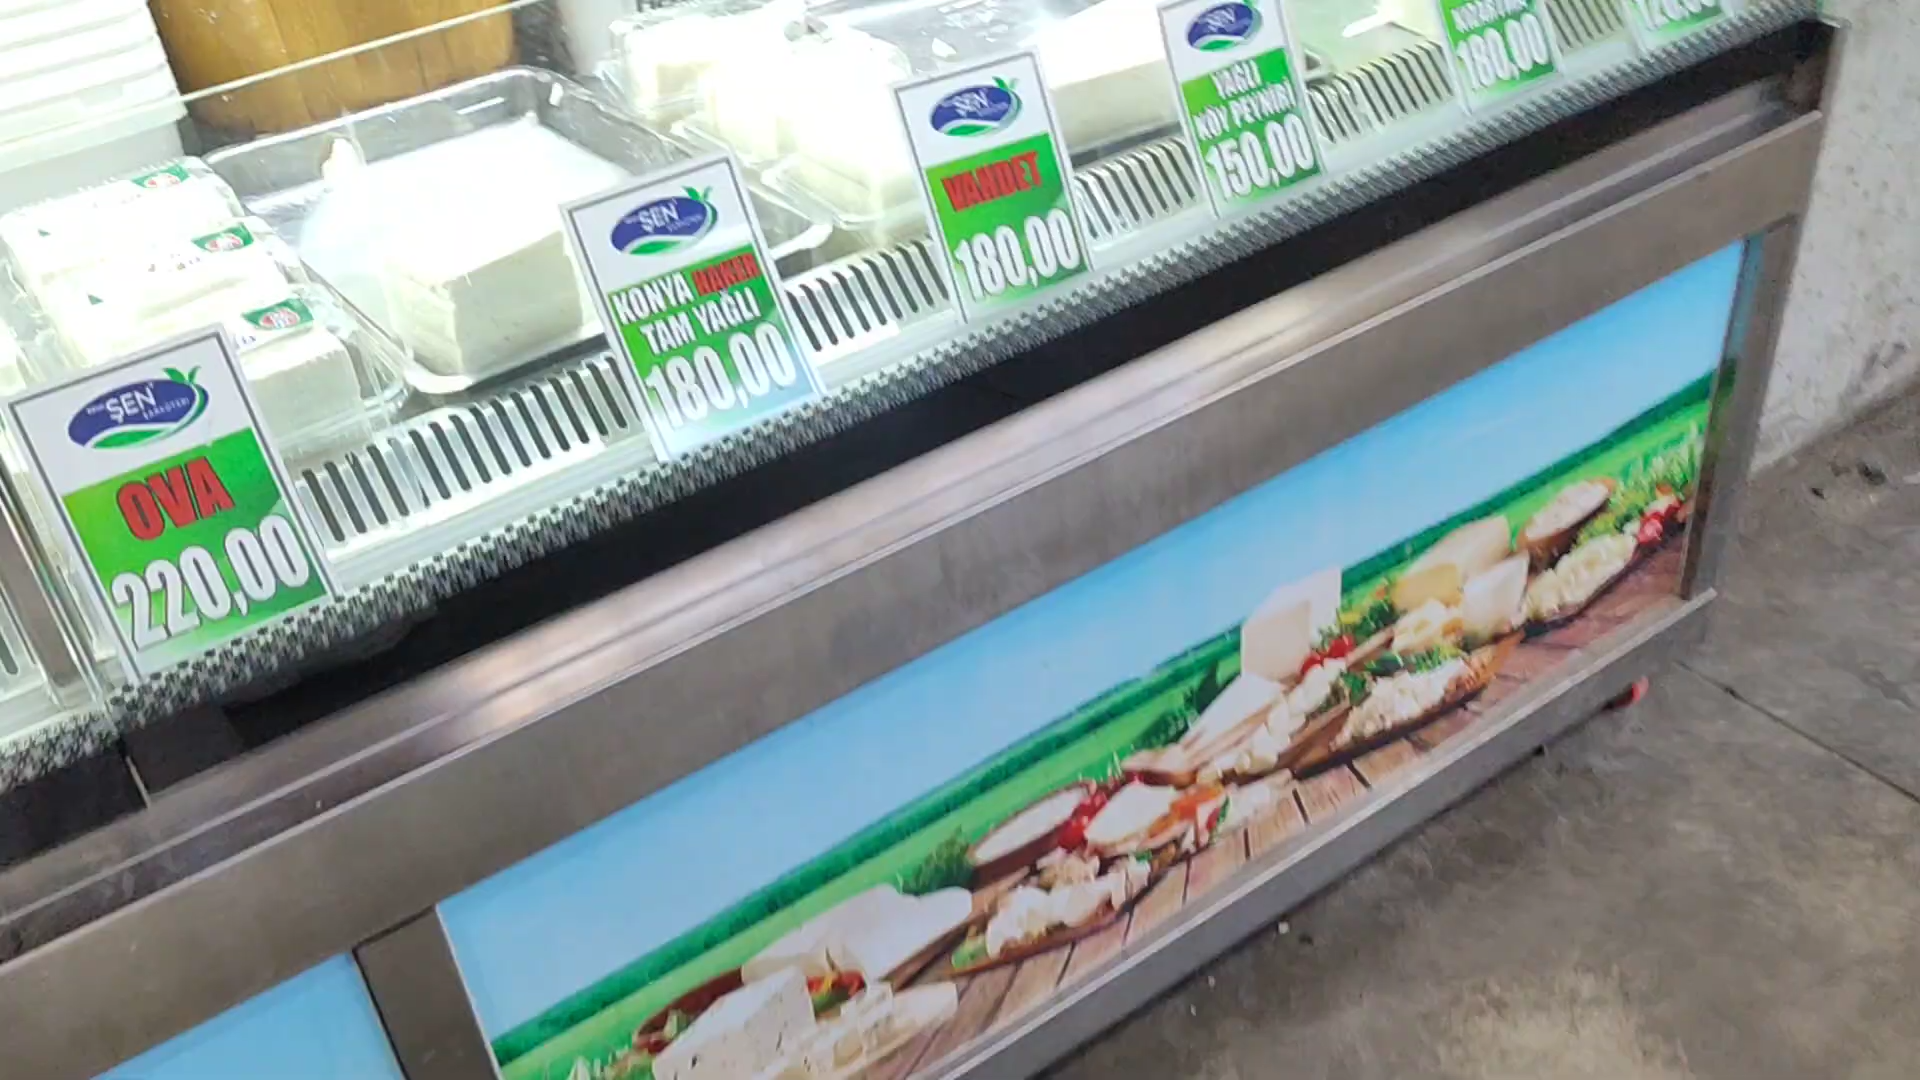 ŞEN
OVA
220,00
ŞEN
KONYA
TAM YAĞLI
180,00
ŞEN
VAHDET
180,00
ŞEN
YAĞLI
KÖY PEYNİRİ
150,00
180,00